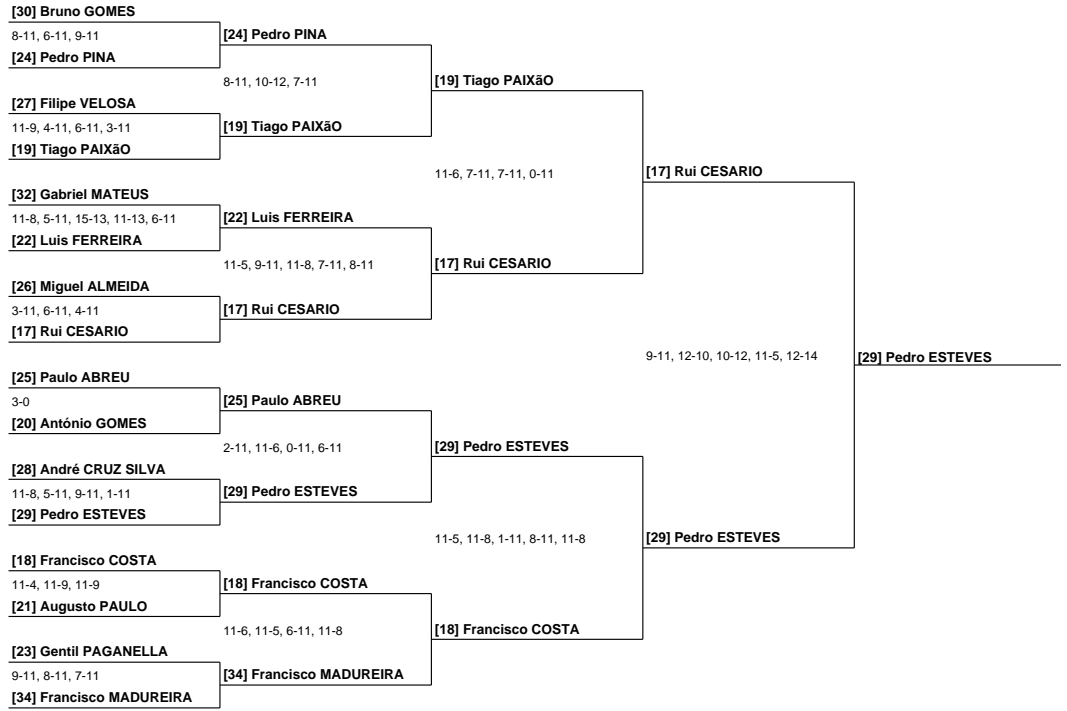 [30] Bruno GOMES
8-11, 6-11, 9-11
[24] Pedro PINA
[24] Pedro PINA
8-11, 10-12, 7-11
[27] Filipe VELOSA
11-9, 4-11, 6-11, 3-11
[19] Tiago PAIXãO
[19] Tiago PAIXãO
[19] Tiago PAIXãO
11-6, 7-11, 7-11, 0-11
[32] Gabriel MATEUS
11-8, 5-11, 15-13, 11-13, 6-11
[22] Luis FERREIRA
[22] Luis FERREIRA
11-5, 9-11, 11-8, 7-11, 8-11
[26] Miguel ALMEIDA
3-11, 6-11, 4-11
[17] Rui CESARIO
[17] Rui CESARIO
[17] Rui CESARIO
[17] Rui CESARIO
9-11, 12-10, 10-12, 11-5, 12-14
[29] Pedro ESTEVES
[25] Paulo ABREU
3-0
[20] António GOMES
[25] Paulo ABREU
2-11, 11-6, 0-11, 6-11
[28] André CRUZ SILVA
11-8, 5-11, 9-11, 1-11
[29] Pedro ESTEVES
[29] Pedro ESTEVES
[29] Pedro ESTEVES
11-5, 11-8, 1-11, 8-11, 11-8
[29] Pedro ESTEVES
[18] Francisco COSTA
11-4, 11-9, 11-9
[21] Augusto PAULO
[18] Francisco COSTA
11-6, 11-5, 6-11, 11-8
[18] Francisco COSTA
[23] Gentil PAGANELLA
9-11, 8-11, 7-11
[34] Francisco MADUREIRA
[34] Francisco MADUREIRA